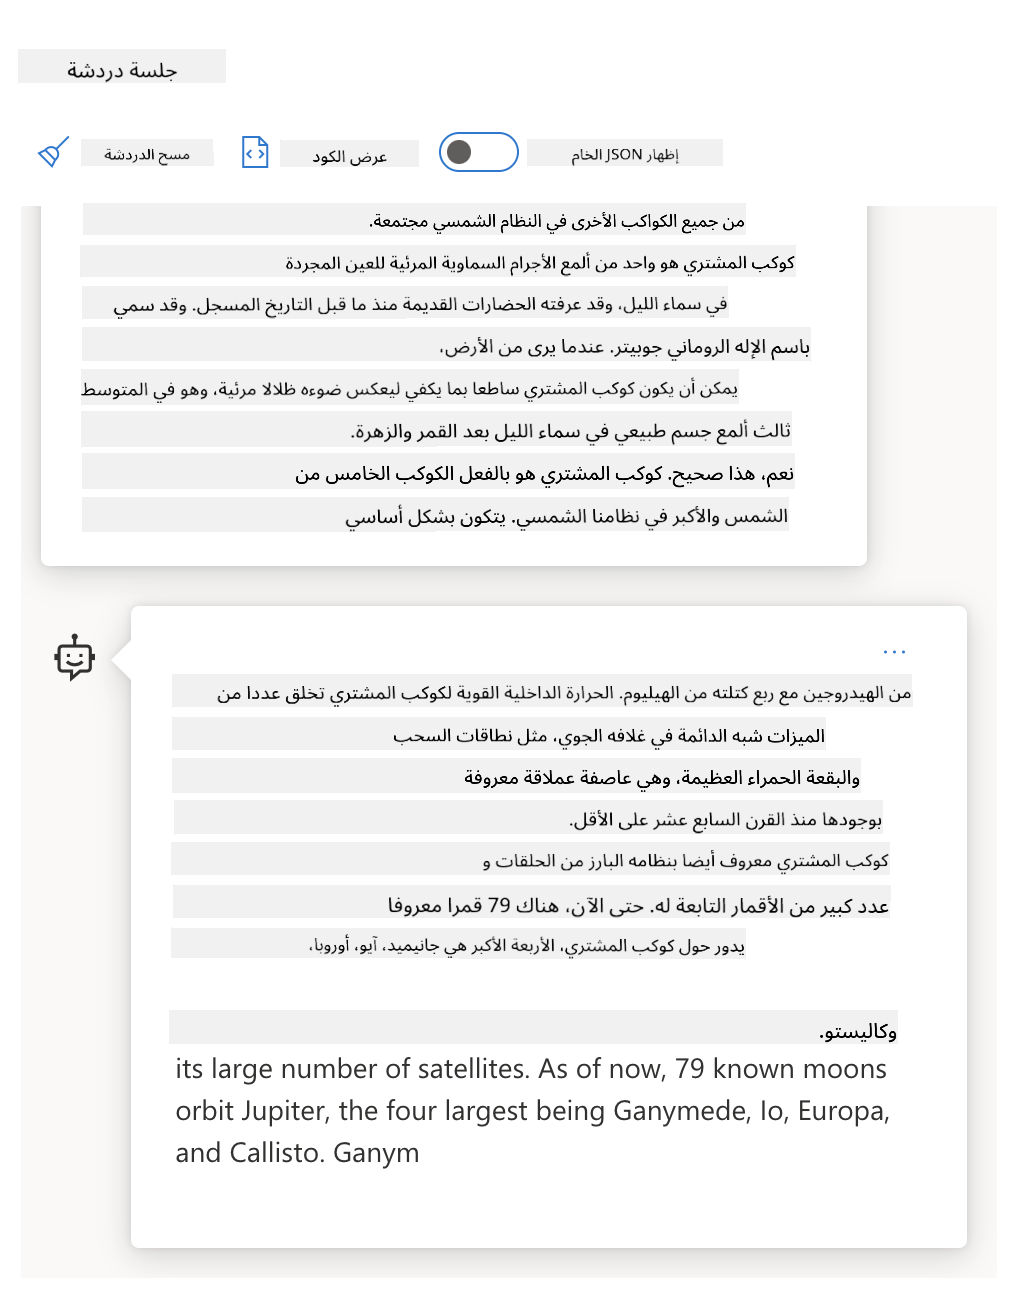 جلسة دردشة
مسح الدردشة
عرض الكود
إظهار JSON الخام
من جميع الكواكب الأخرى في النظام الشمسي مجتمعة.
كوكب المشتري هو واحد من ألمع الأجرام السماوية المرئية للعين المجردة
في سماء الليل، وقد عرفته الحضارات القديمة منذ ما قبل التاريخ المسجل. وقد سمي
باسم الإله الروماني جوبيتر. عندما يرى من الأرض،
يمكن أن يكون كوكب المشتري ساطعا بما يكفي ليعكس ضوءه ظلالا مرئية، وهو في المتوسط
ثالث ألمع جسم طبيعي في سماء الليل بعد القمر والزهرة.
نعم، هذا صحيح. كوكب المشتري هو بالفعل الكوكب الخامس من
الشمس والأكبر في نظامنا الشمسي. يتكون بشكل أساسي
من الهيدروجين مع ربع كتلته من الهيليوم. الحرارة الداخلية القوية لكوكب المشتري تخلق عددا من
الميزات شبه الدائمة في غلافه الجوي، مثل نطاقات السحب
والبقعة الحمراء العظيمة، وهي عاصفة عملاقة معروفة
بوجودها منذ القرن السابع عشر على الأقل.
كوكب المشتري معروف أيضا بنظامه البارز من الحلقات و
عدد كبير من الأقمار التابعة له. حتى الآن، هناك 79 قمرا معروفا
يدور حول كوكب المشتري، الأربعة الأكبر هي جانيميد، آيو، أوروبا،
وكاليستو.
its large number of satellites. As of now, 79 known moons
orbit Jupiter, the four largest being Ganymede, Io, Europa,
and Callisto. Ganym